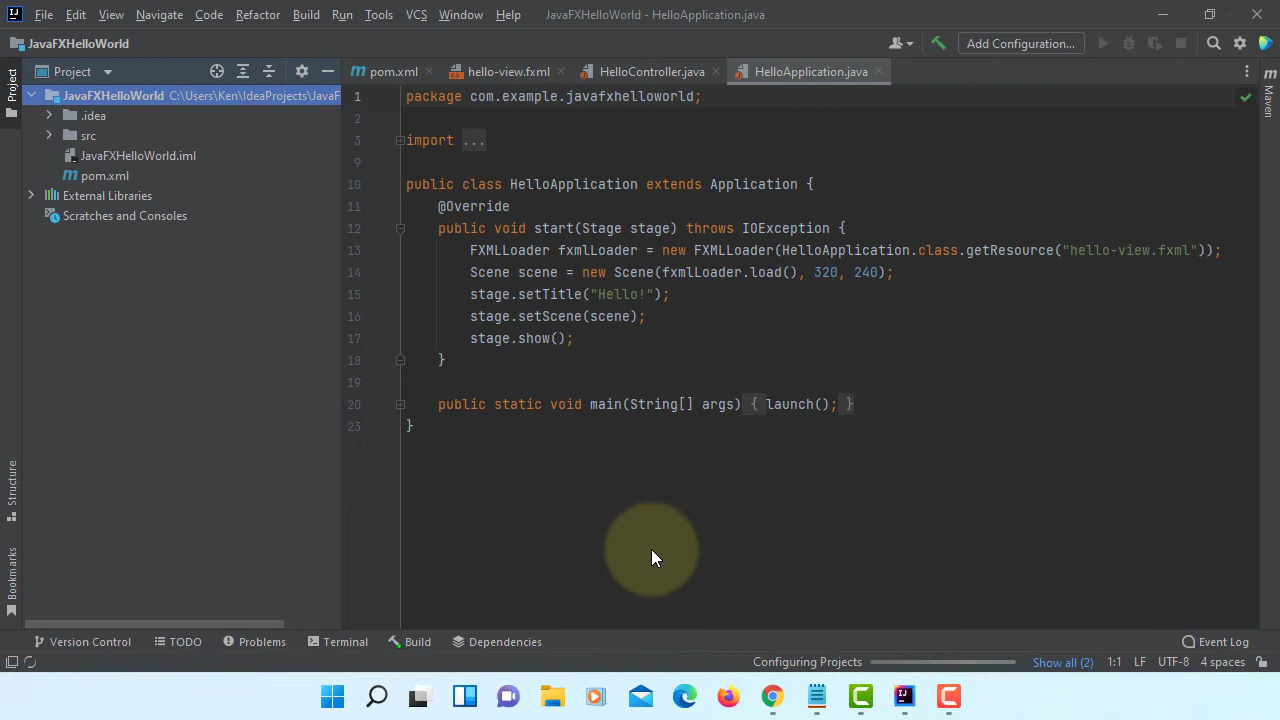 IJ File Edit View Navigate Code Refactor Build Run Tools VCS Window Help JavaFXHelloWorld - HelloApplication.java
JavaFXHelloWorld Add Configuration...
Project pom.xml hello-view.fxml HelloController.java HelloApplication.java
Project
Maven
Structure
Bookmarks
JavaFXHelloWorld C:\Users\Ken\IdeaProjects\JavaF
.idea
src
JavaFXHelloWorld.iml
pom.xml
External Libraries
Scratches and Consoles
1 package com.example.javafxhelloworld;
2
3 import ...
9
10 public class HelloApplication extends Application {
11 @Override
12 public void start(Stage stage) throws IOException {
13 FXMLLoader fxmlLoader = new FXMLLoader(HelloApplication.class.getResource("hello-view.fxml"));
14 Scene scene = new Scene(fxmlLoader.load(), 320, 240);
15 stage.setTitle("Hello!");
16 stage.setScene(scene);
17 stage.show();
18 }
19
20 public static void main(String[] args) { launch(); }
23 }
Version Control TODO Problems Terminal Build Dependencies Event Log
Configuring Projects Show all (2) 1:1 LF UTF-8 4 spaces